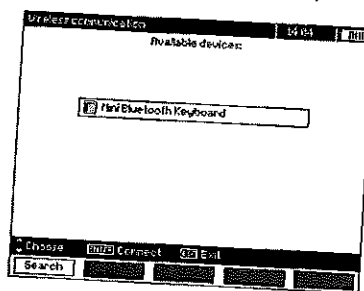 Wireless communication 14:04
Available devices:
Mini Bluetooth Keyboard
Choose ENTER Connect ESC Exit
Search